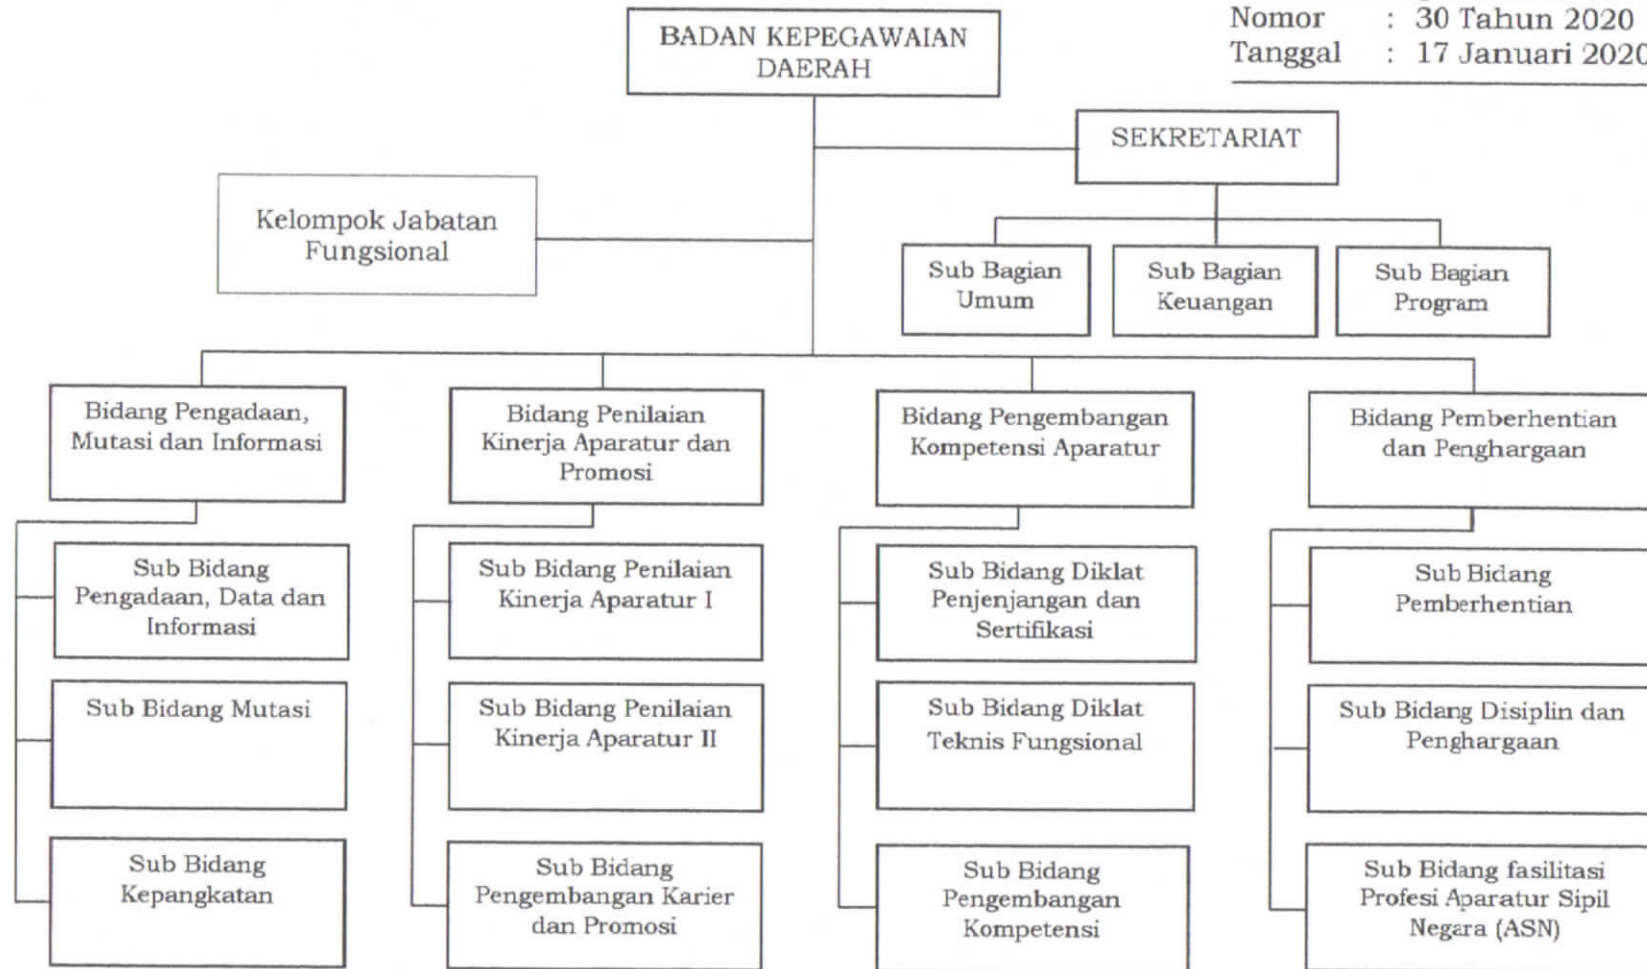 Nomor : 30 Tahun 2020
Tanggal : 17 Januari 2020
BADAN KEPEGAWAIAN
DAERAH
SEKRETARIAT
Kelompok Jabatan
Fungsional
Sub Bagian
Umum
Sub Bagian
Keuangan
Sub Bagian
Program
Bidang Pengadaan,
Mutasi dan Informasi
Bidang Penilaian
Kinerja Aparatur dan
Promosi
Bidang Pengembangan
Kompetensi Aparatur
Bidang Pemberhentian
dan Penghargaan
Sub Bidang
Pengadaan, Data dan
Informasi
Sub Bidang Penilaian
Kinerja Aparatur I
Sub Bidang Diklat
Penjenjangan dan
Sertifikasi
Sub Bidang
Pemberhentian
Sub Bidang Mutasi
Sub Bidang Penilaian
Kinerja Aparatur II
Sub Bidang Diklat
Teknis Fungsional
Sub Bidang Disiplin dan
Penghargaan
Sub Bidang
Kepangkatan
Sub Bidang
Pengembangan Karier
dan Promosi
Sub Bidang
Pengembangan
Kompetensi
Sub Bidang fasilitasi
Profesi Aparatur Sipil
Negara (ASN)